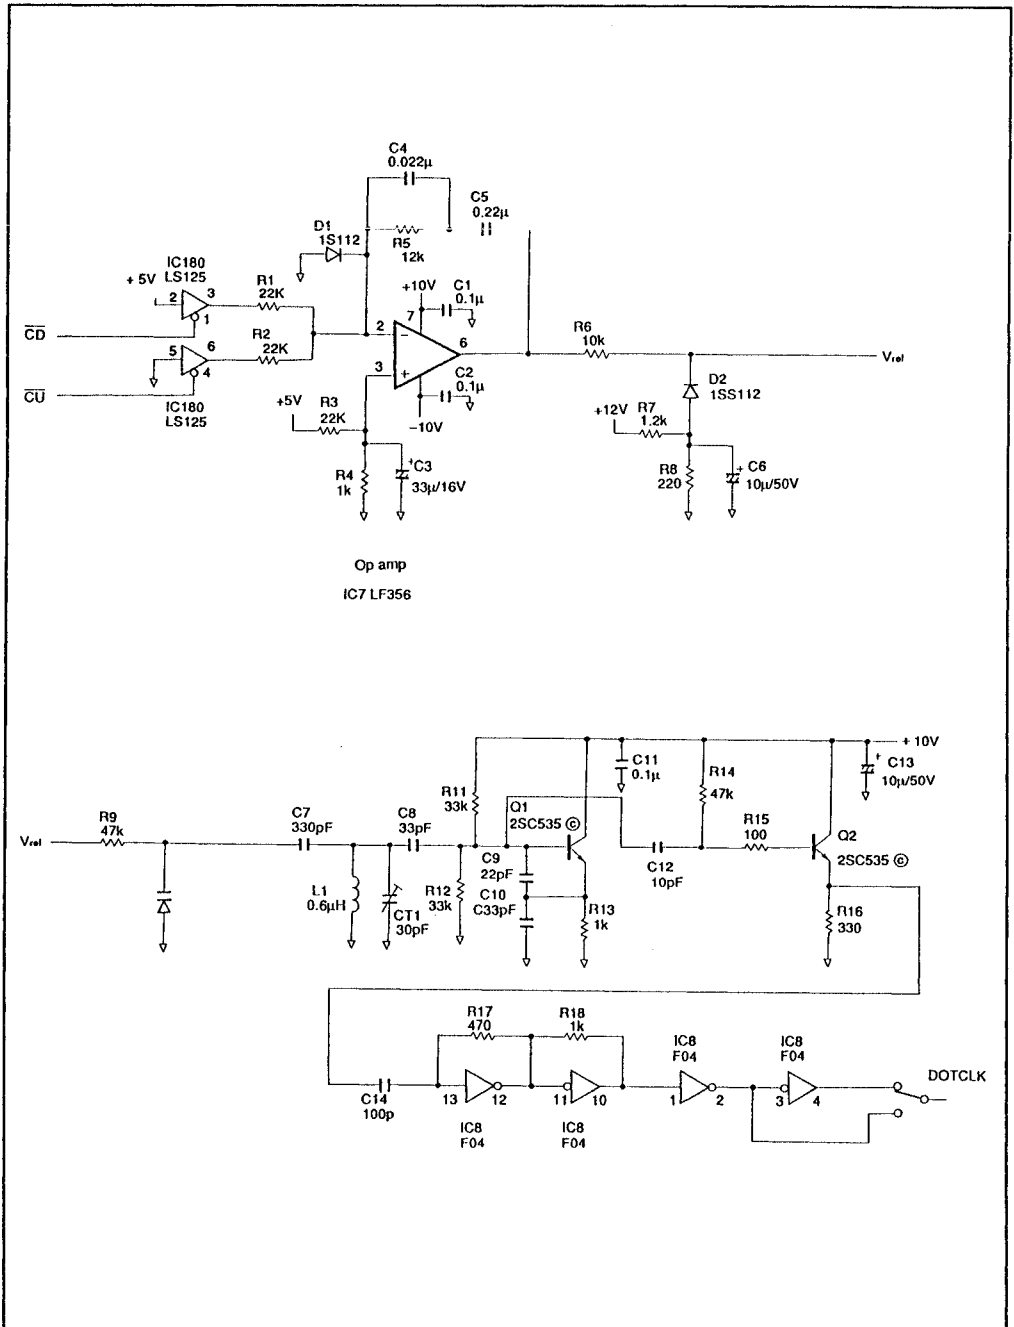 C4
0.022μ
C5
0.22μ
D1
1S112
R5
12k
IC180
LS125
+ 5V
2
3
1
R1
22K
+10V
C1
0.1μ
7
CD
5
6
4
R2
22K
2
−
3
+
6
R6
10k
Vref
CU
IC180
LS125
C2
0.1μ
−10V
D2
1SS112
+5V
R3
22K
+12V
R7
1.2k
R4
1k
+
C3
33μ/16V
R8
220
+
C6
10μ/50V
Op amp
IC7 LF356
+ 10V
C11
0.1μ
+
C13
10μ/50V
R14
47k
R11
33k
Q1
2SC535 ©
R9
47k
C7
330pF
C8
33pF
R15
100
Vref
Q2
2SC535 ©
C9
22pF
C12
10pF
L1
0.6μH
CT1
30pF
R12
33k
C10
C33pF
R13
1k
R16
330
R17
470
R18
1k
IC8
F04
IC8
F04
DOTCLK
C14
100p
13
12
11
10
1
2
3
4
IC8
F04
IC8
F04